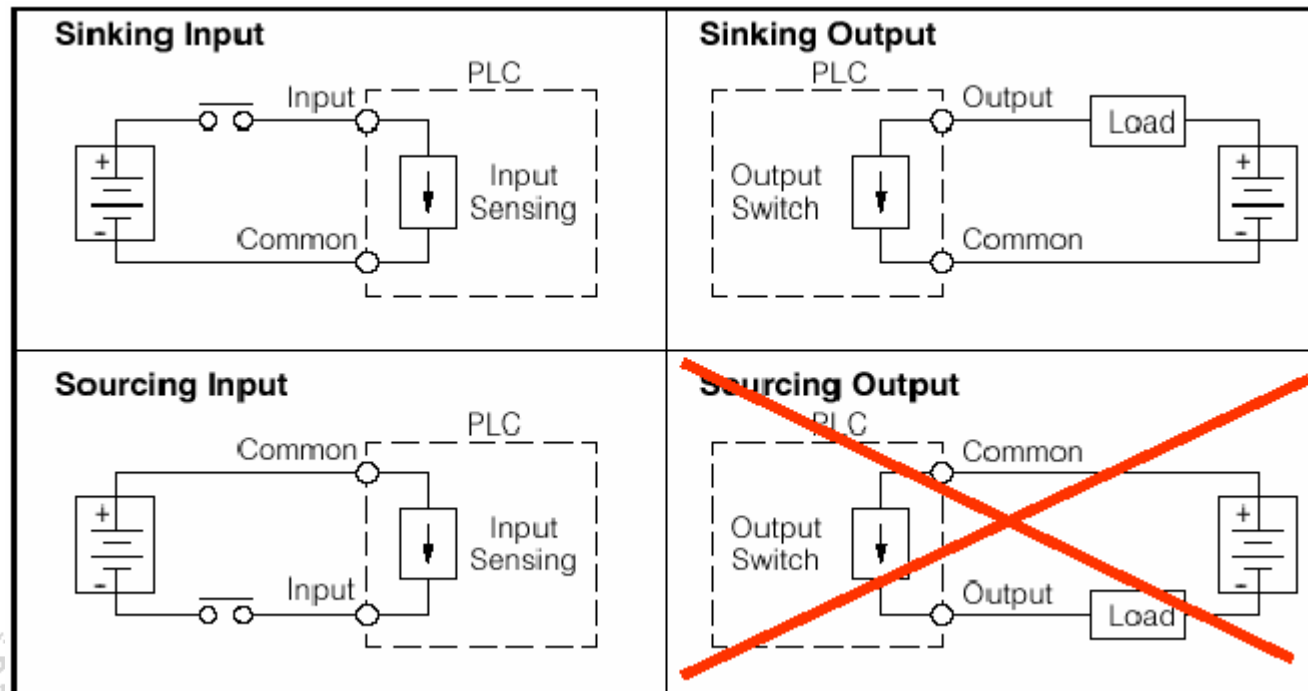 Sinking Input
PLC
Input
+
Input
Sensing
-
Common
Sinking Output
PLC
Output
Load
+
Output
Switch
-
Common
Sourcing Input
PLC
Common
+
Input
Sensing
-
Input
Sourcing Output
PLC
Common
+
Output
Switch
-
Output
Load